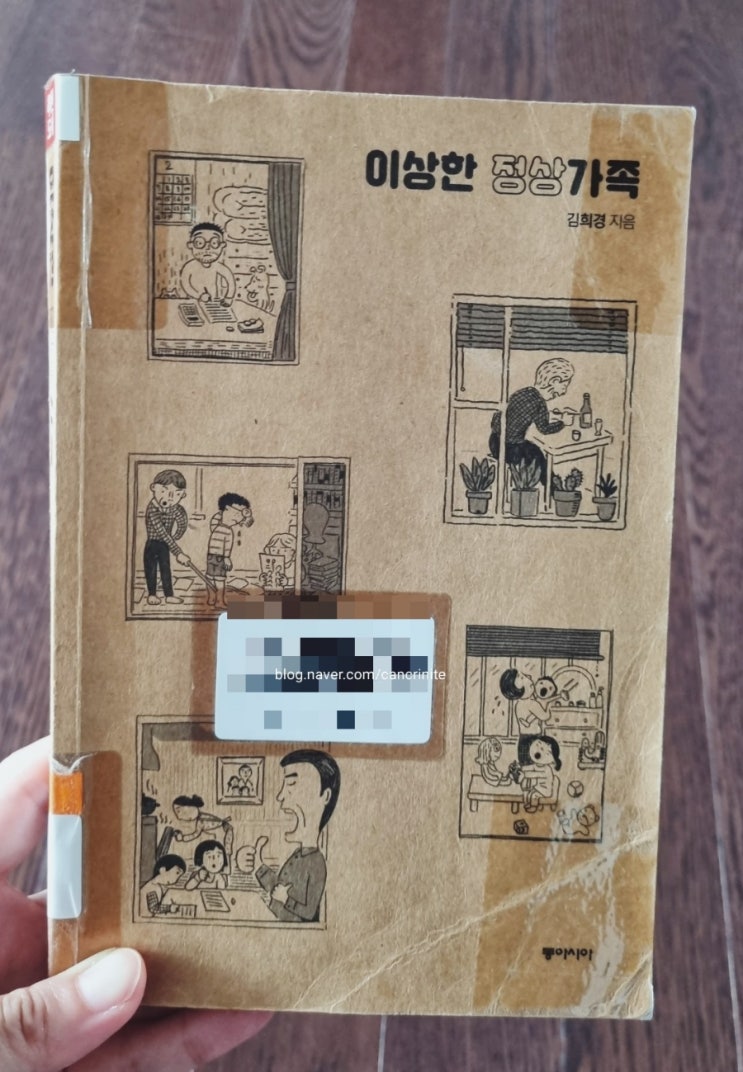 이상한 정상가족
김희경 지음
2
blog.naver.com/cancrinite
동아시아